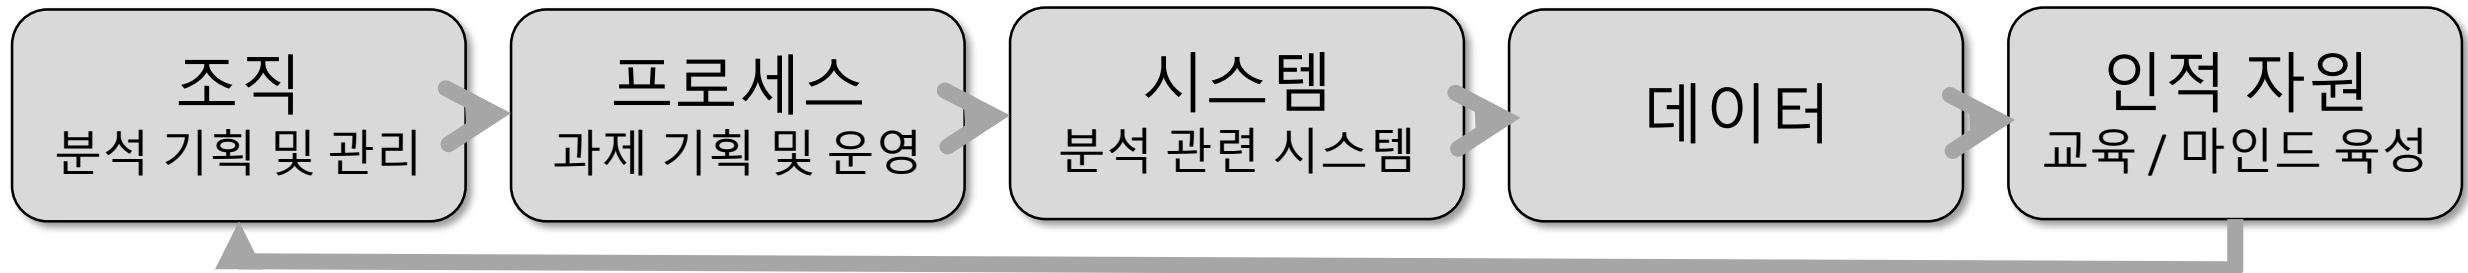 조직
분석 기획 및 관리
프로세스
과제 기획 및 운영
시스템
분석 관련 시스템
데이터
인적 자원
교육 / 마인드 육성